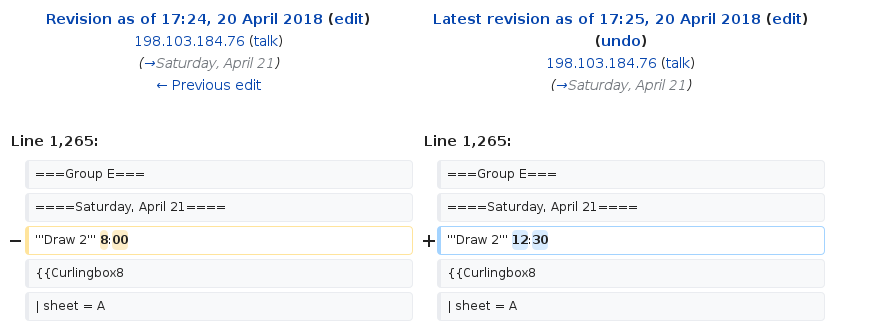 Revision as of 17:24, 20 April 2018 (edit)
198.103.184.76 (talk)
(→Saturday, April 21)
← Previous edit
Latest revision as of 17:25, 20 April 2018 (edit)
(undo)
198.103.184.76 (talk)
(→Saturday, April 21)
Line 1,265:
Line 1,265:
===Group E===
===Group E===
====Saturday, April 21====
====Saturday, April 21====
− '''Draw 2''' 8:00
+ '''Draw 2''' 12:30
{{Curlingbox8
{{Curlingbox8
| sheet = A
| sheet = A